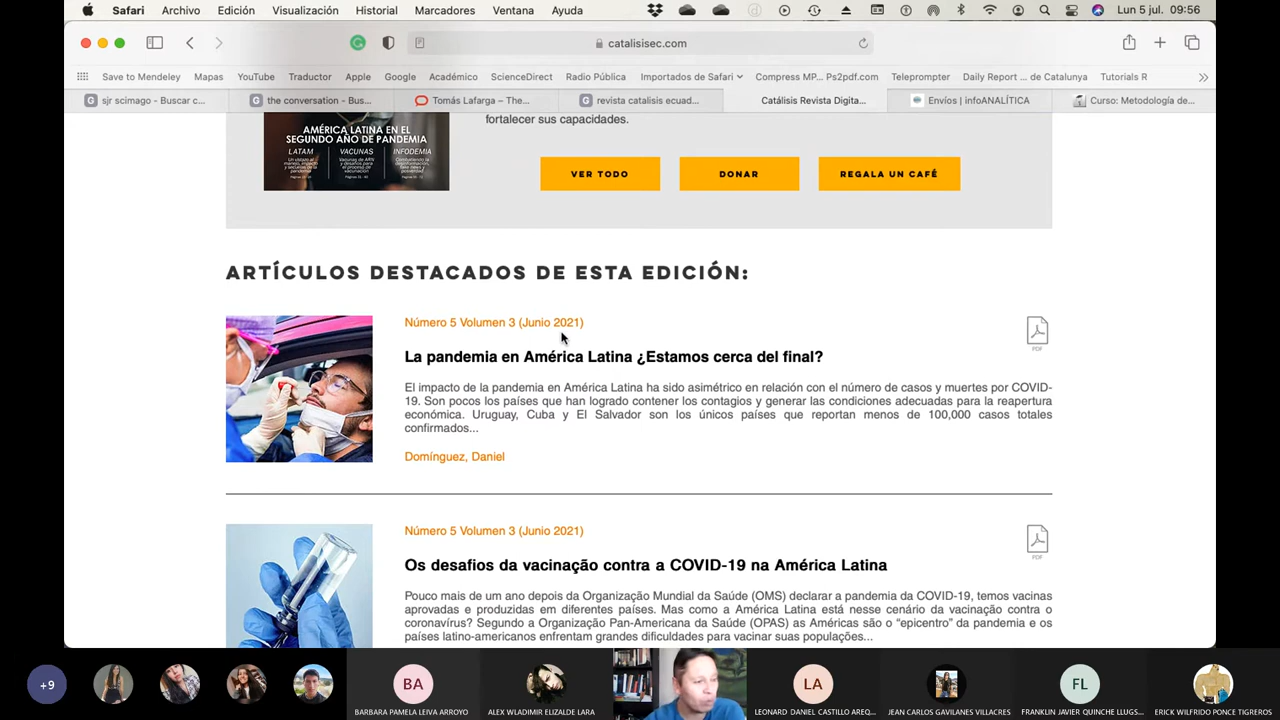 Safari Archivo Edición Visualización Historial Marcadores Ventana Ayuda Lun 5 jul. 09:56
catalisisec.com
Save to Mendeley Mapas YouTube Traductor Apple Google Académico ScienceDirect Radio Pública Importados de Safari Compress MP... Ps2pdf.com Teleprompter Daily Report ... de Catalunya Tutorials R
sjr scimago - Buscar c... the conversation - Bus... Tomás Lafarga – The... revista catalisis ecuad... Catálisis Revista Digita... Envíos | infoANALÍTICA Curso: Metodología de...
fortalecer sus capacidades.
AMÉRICA LATINA EN EL
SEGUNDO AÑO DE PANDEMIA
LATAM VACUNAS INFODEMIA
VER TODO DONAR REGALA UN CAFÉ
ARTÍCULOS DESTACADOS DE ESTA EDICIÓN:
Número 5 Volumen 3 (Junio 2021)
PDF
La pandemia en América Latina ¿Estamos cerca del final?
El impacto de la pandemia en América Latina ha sido asimétrico en relación con el número de casos y muertes por COVID-
19. Son pocos los países que han logrado contener los contagios y generar las condiciones adecuadas para la reapertura
económica. Uruguay, Cuba y El Salvador son los únicos países que reportan menos de 100,000 casos totales
confirmados...
Domínguez, Daniel
Número 5 Volumen 3 (Junio 2021)
PDF
Os desafios da vacinação contra a COVID-19 na América Latina
Pouco mais de um ano depois da Organização Mundial da Saúde (OMS) declarar a pandemia da COVID-19, temos vacinas
aprovadas e produzidas em diferentes países. Mas como a América Latina está nesse cenário da vacinação contra o
coronavírus? Segundo a Organização Pan-Americana da Saúde (OPAS) as Américas são o “epicentro” da pandemia e os
países latino-americanos enfrentam grandes dificuldades para vacinar suas populações...
+9 BA LA FL
BARBARA PAMELA LEIVA ARROYO ALEX WLADIMIR ELIZALDE LARA LEONARD DANIEL CASTILLO AREQ... JEAN CARLOS GAVILANES VILLACRES FRANKLIN JAVIER QUINCHE LLUGS... ERICK WILFRIDO PONCE TIGREROS